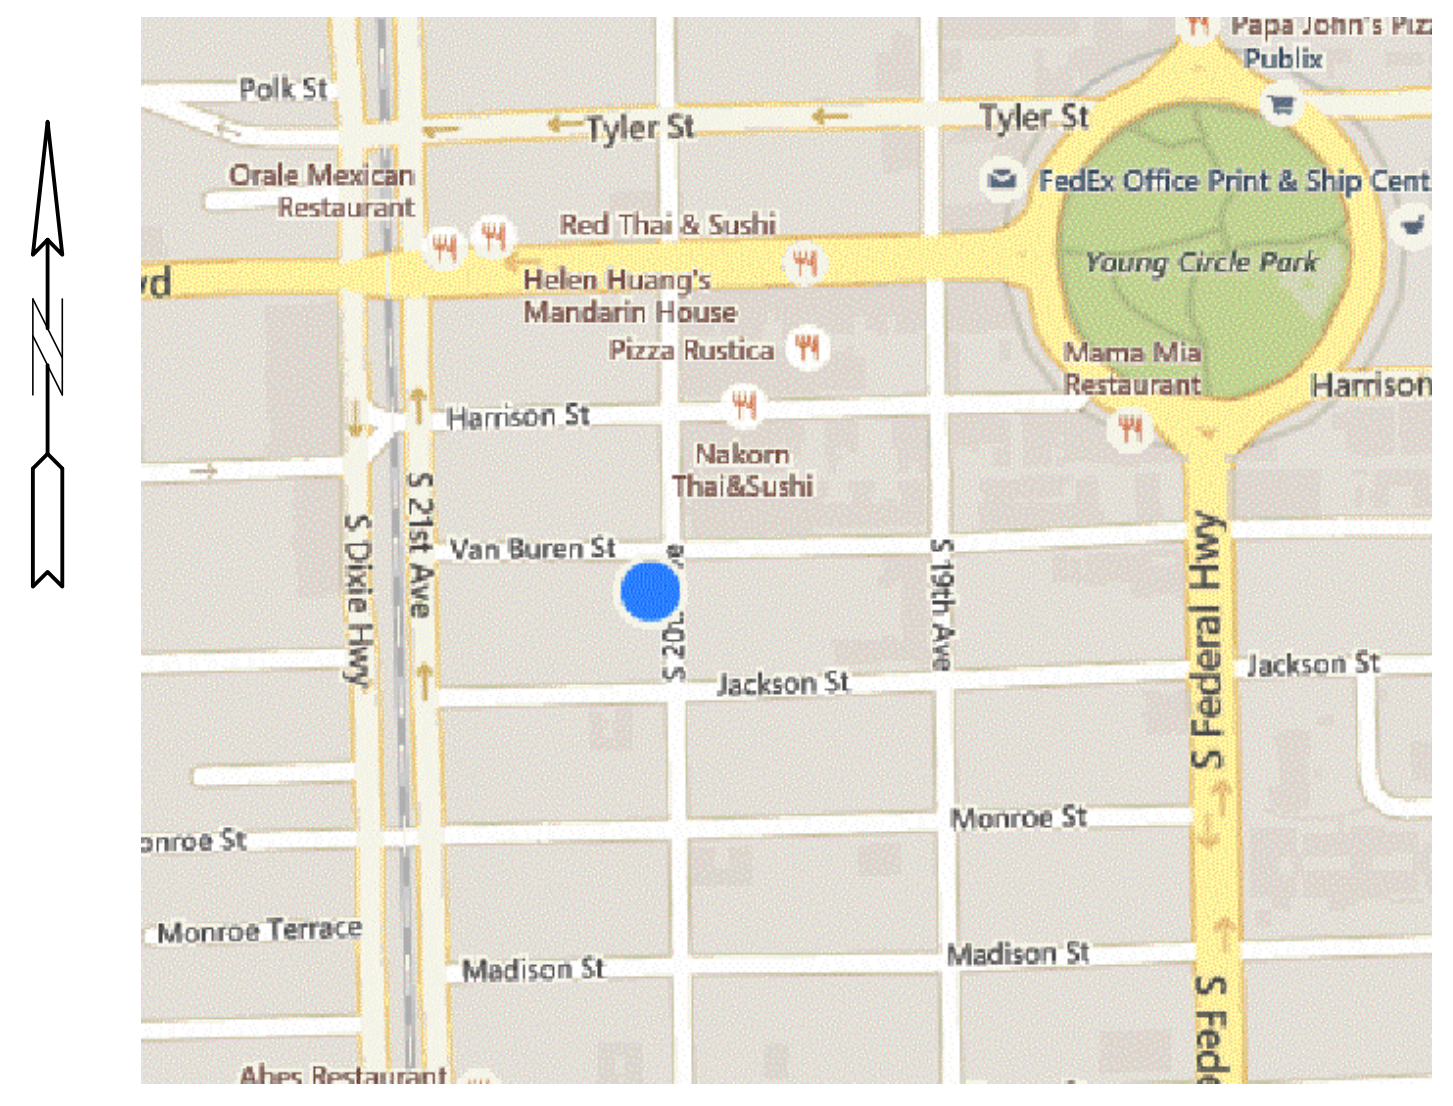 Papa John's Piz
Publix
Polk St
Tyler St
Tyler St
Orale Mexican
Restaurant
FedEx Office Print & Ship Cent
Red Thai & Sushi
Young Circle Park
vd
Helen Huang's
Mandarin House
Pizza Rustica
Mama Mia
Restaurant
Harrison
Harrison St
N
Nakorn
Thai&Sushi
S 21st Ave
S Dixie Hwy
Van Buren St
S 20
S 19th Ave
S Federal Hwy
Jackson St
Jackson St
Monroe St
onroe St
Monroe Terrace
Madison St
Madison St
S Fede
Abes Restaurant